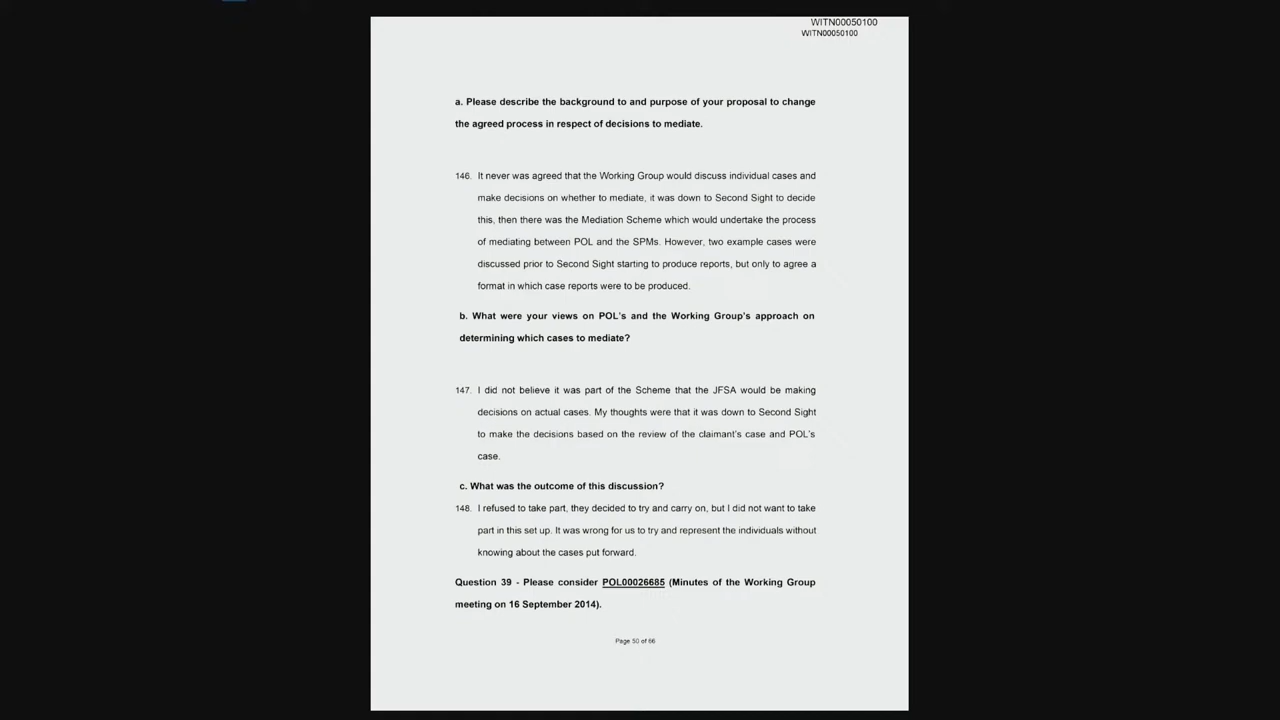 WITN00050100
WITN00050100
a. Please describe the background to and purpose of your proposal to change
the agreed process in respect of decisions to mediate.
146. It never was agreed that the Working Group would discuss individual cases and
make decisions on whether to mediate, it was down to Second Sight to decide
this, then there was the Mediation Scheme which would undertake the process
of mediating between POL and the SPMs. However, two example cases were
discussed prior to Second Sight starting to produce reports, but only to agree a
format in which case reports were to be produced.
b. What were your views on POL's and the Working Group's approach on
determining which cases to mediate?
147. I did not believe it was part of the Scheme that the JFSA would be making
decisions on actual cases. My thoughts were that it was down to Second Sight
to make the decisions based on the review of the claimant's case and POL's
case.
c. What was the outcome of this discussion?
148. I refused to take part, they decided to try and carry on, but I did not want to take
part in this set up. It was wrong for us to try and represent the individuals without
knowing about the cases put forward.
Question 39 - Please consider POL00026685 (Minutes of the Working Group
meeting on 16 September 2014).
Page 50 of 66